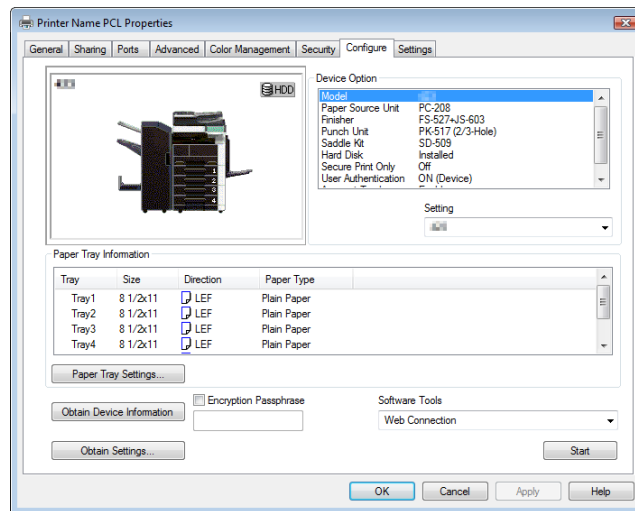 Printer Name PCL Properties
General Sharing Ports Advanced Color Management Security Configure Settings
HDD
1
2
3
4
Device Option
Model
Paper Source Unit PC-208
Finisher FS-527+JS-603
Punch Unit PK-517 (2/3-Hole)
Saddle Kit SD-509
Hard Disk Installed
Secure Print Only Off
User Authentication ON (Device)
Setting
Paper Tray Information
Tray Size Direction Paper Type
Tray1 8 1/2x11 LEF Plain Paper
Tray2 8 1/2x11 LEF Plain Paper
Tray3 8 1/2x11 LEF Plain Paper
Tray4 8 1/2x11 LEF Plain Paper
Paper Tray Settings...
Obtain Device Information
Encryption Passphrase
Software Tools
Web Connection
Obtain Settings...
Start
OK Cancel Apply Help